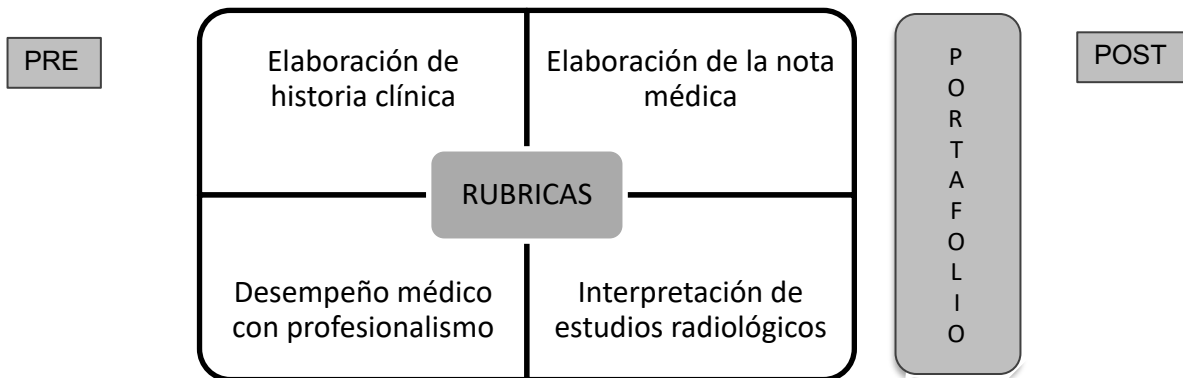 PRE
Elaboración de
historia clínica
Elaboración de la nota
médica
RUBRICAS
Desempeño médico
con profesionalismo
Interpretación de
estudios radiológicos
P
O
R
T
A
F
O
L
I
O
POST